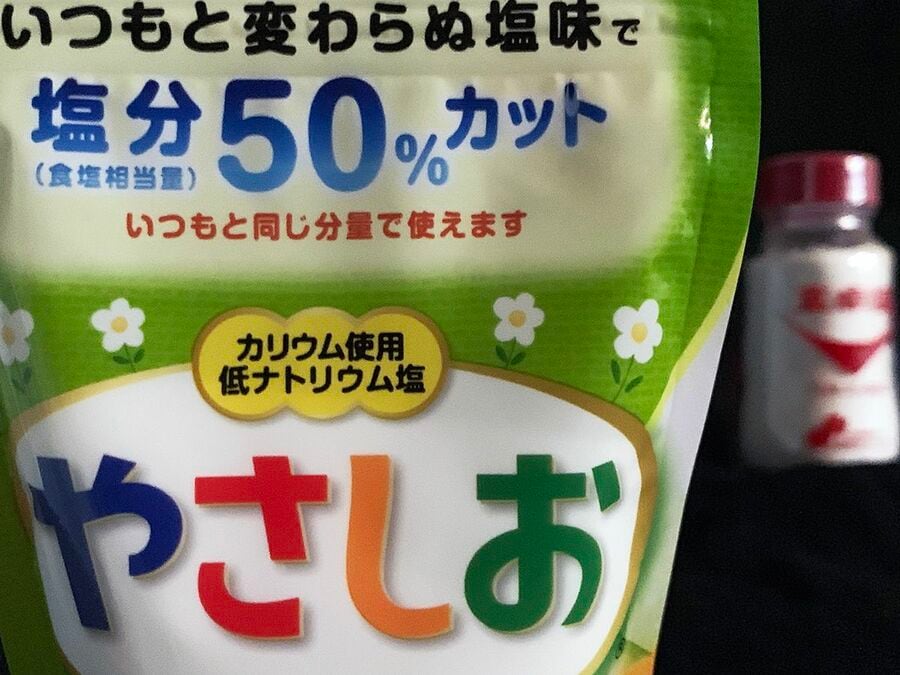 いつもと変わらぬ塩味で
塩分50%カット
(食塩相当量)
いつもと同じ分量で使えます
カリウム使用
低ナトリウム塩
やさしお